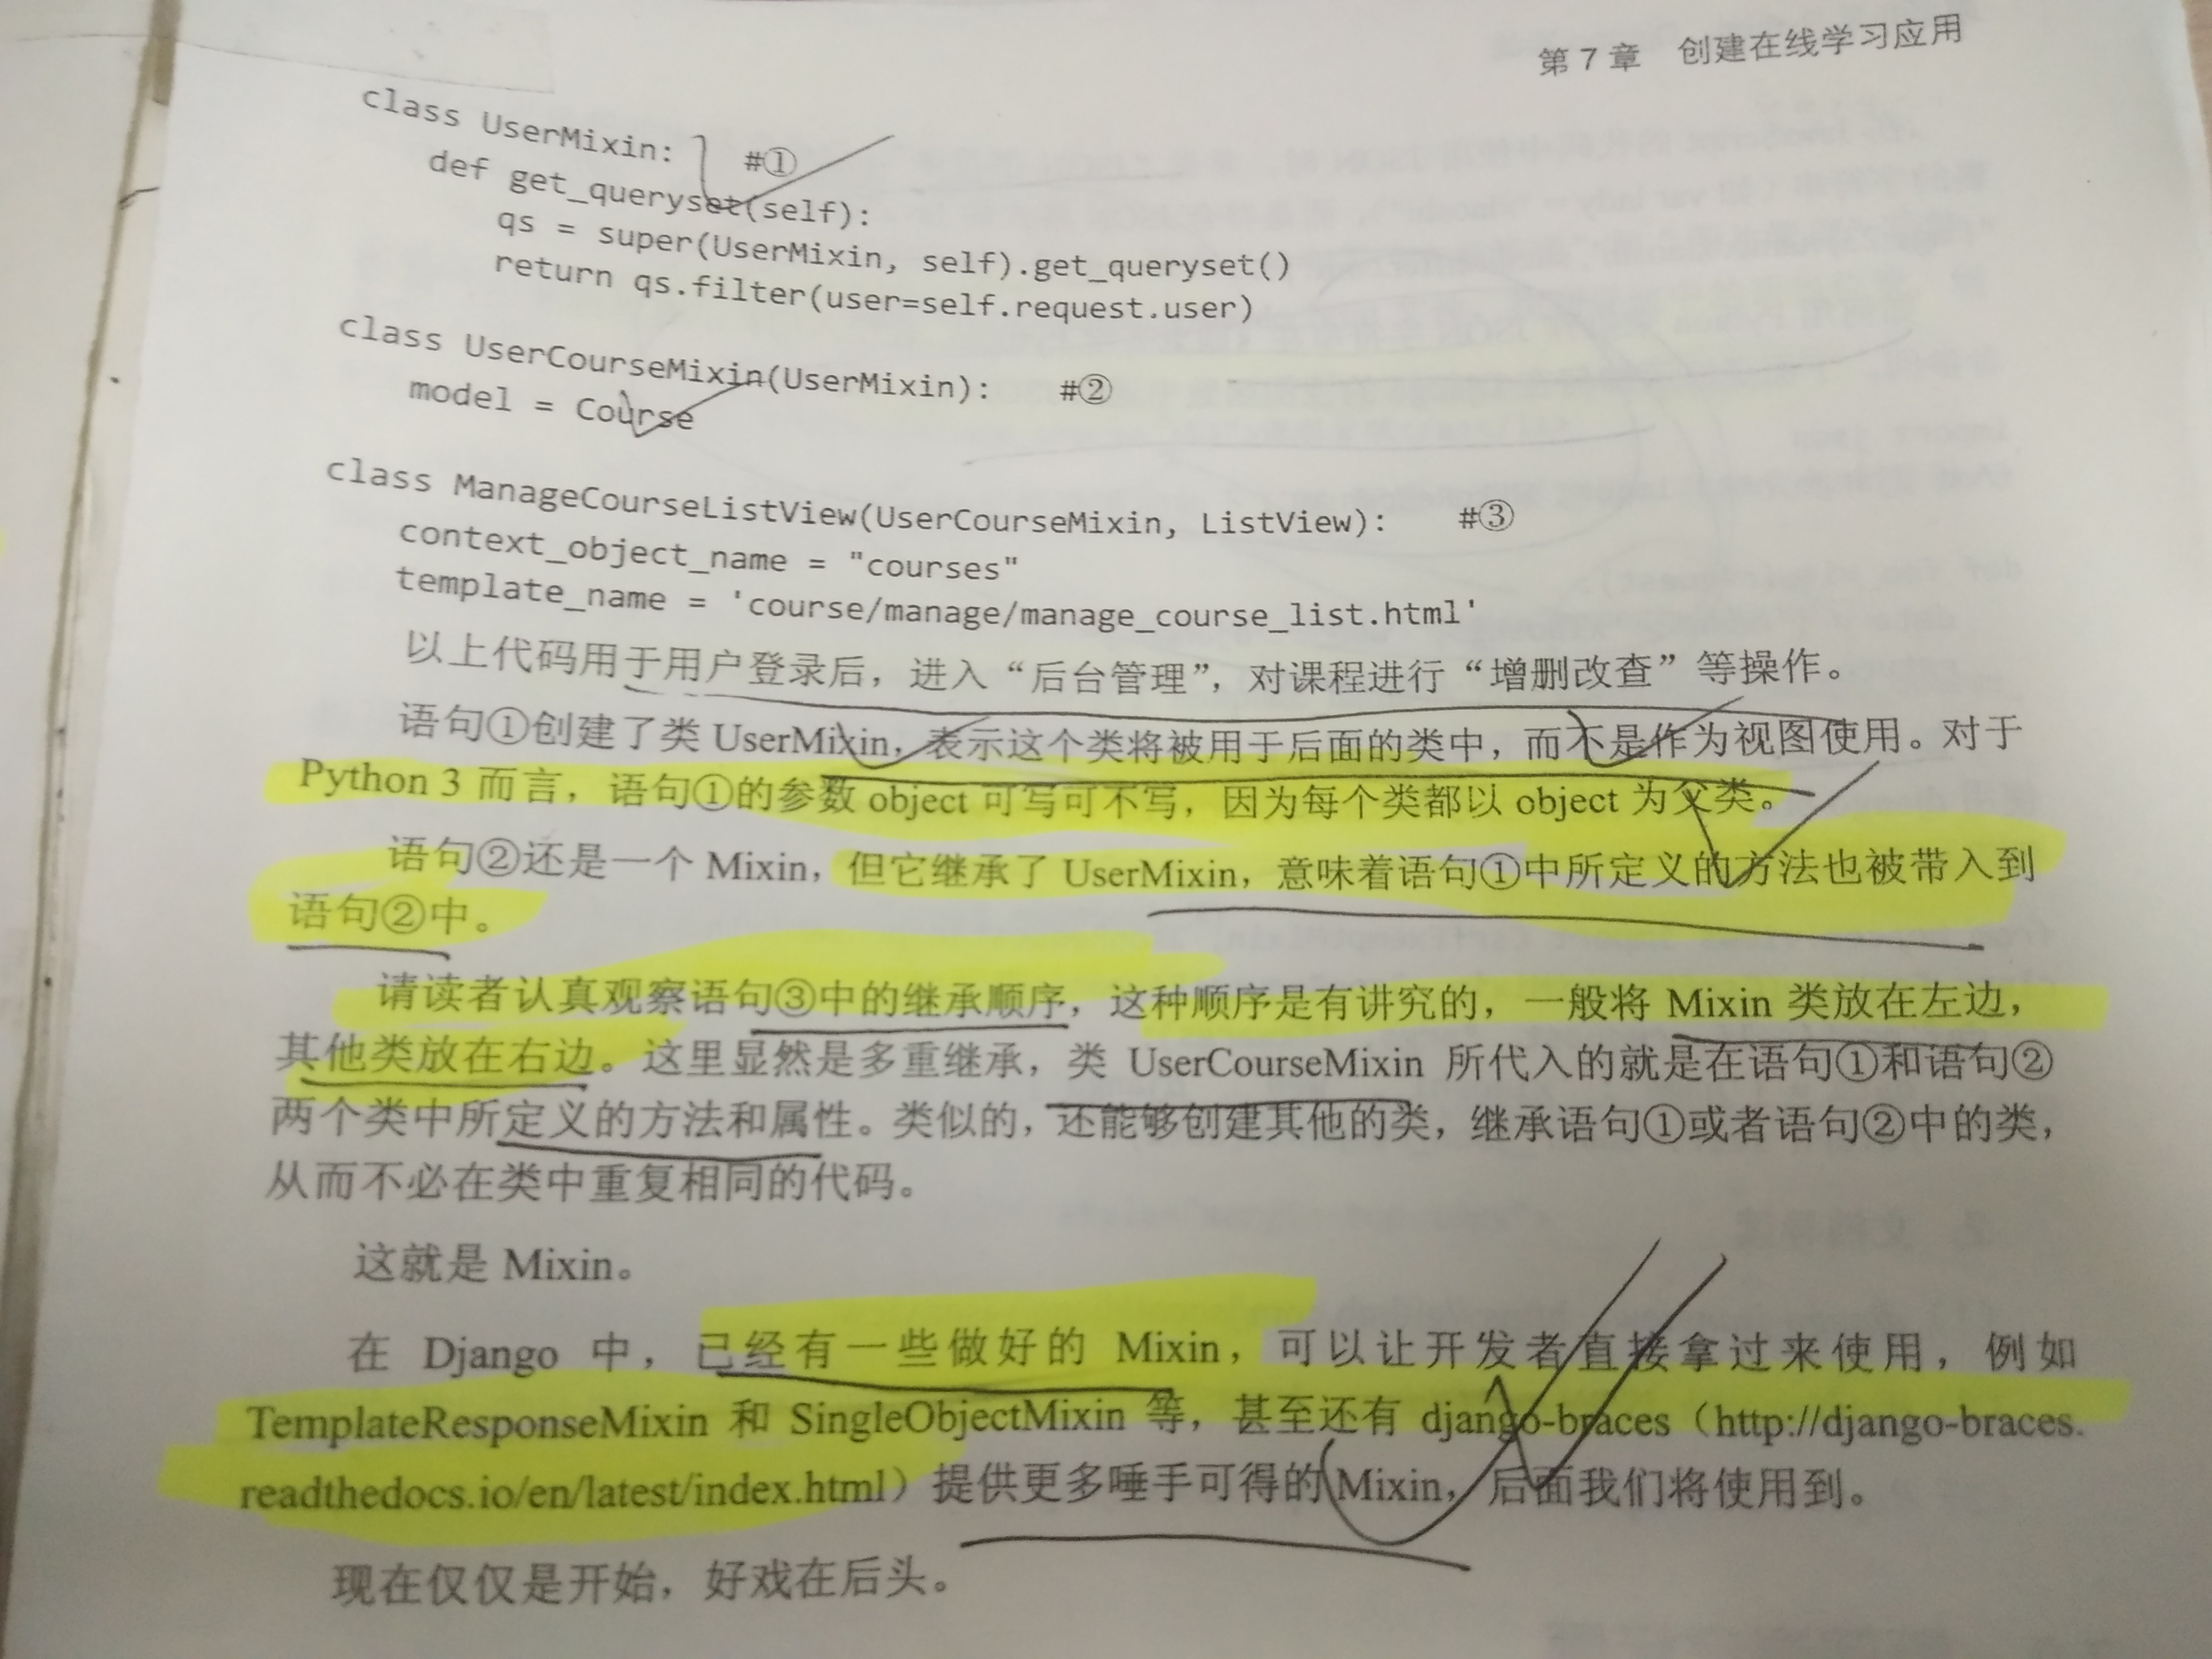 第 7 章 创建在线学习应用
class UserMixin: #①
def get_queryset(self):
qs = super(UserMixin, self).get_queryset()
return qs.filter(user=self.request.user)
class UserCourseMixin(UserMixin): #②
model = Course
class ManageCourseListView(UserCourseMixin, ListView): #③
context_object_name = "courses"
template_name = 'course/manage/manage_course_list.html'
以上代码用于用户登录后，进入“后台管理”，对课程进行“增删改查”等操作。
语句①创建了类 UserMixin，表示这个类将被用于后面的类中，而不是作为视图使用。对于
Python 3 而言，语句①的参数 object 可写可不写，因为每个类都以 object 为父类。
语句②还是一个 Mixin，但它继承了 UserMixin，意味着语句①中所定义的方法也被带入到
语句②中。
请读者认真观察语句③中的继承顺序，这种顺序是有讲究的，一般将 Mixin 类放在左边，
其他类放在右边。这里显然是多重继承，类 UserCourseMixin 所代入的就是在语句①和语句②
两个类中所定义的方法和属性。类似的，还能够创建其他的类，继承语句①或者语句②中的类，
从而不必在类中重复相同的代码。
这就是 Mixin。
在 Django 中，已经有一些做好的 Mixin，可以让开发者直接拿过来使用，例如
TemplateResponseMixin 和 SingleObjectMixin 等，甚至还有 django-braces（http://django-braces.
readthedocs.io/en/latest/index.html）提供更多唾手可得的 Mixin，后面我们将使用到。
现在仅仅是开始，好戏在后头。